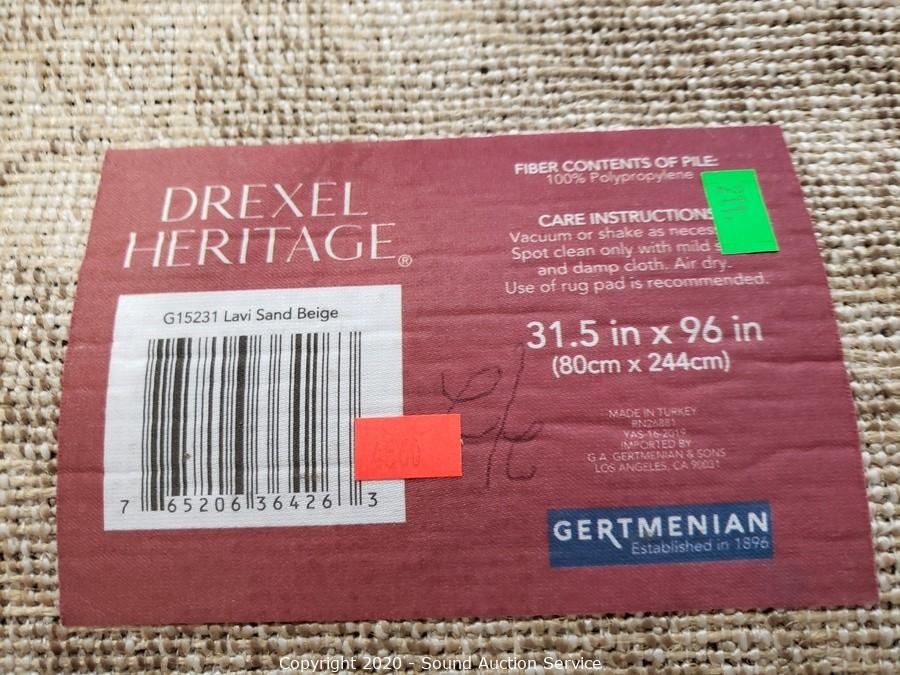 DREXEL
HERITAGE®
G15231 Lavi Sand Beige
7 65206 36426 3
FIBER CONTENTS OF PILE:
100% Polypropylene
CARE INSTRUCTIONS
Vacuum or shake as neces
Spot clean only with mild s
and damp cloth. Air dry.
Use of rug pad is recommended.
31.5 in x 96 in
(80cm x 244cm)
MADE IN TURKEY
RN26881
YAS-16-2019
IMPORTED BY
G.A. GERTMENIAN & SONS
LOS ANGELES, CA 90031
GERTMENIAN
Established in 1896
Copyright 2020 - Sound Auction Service